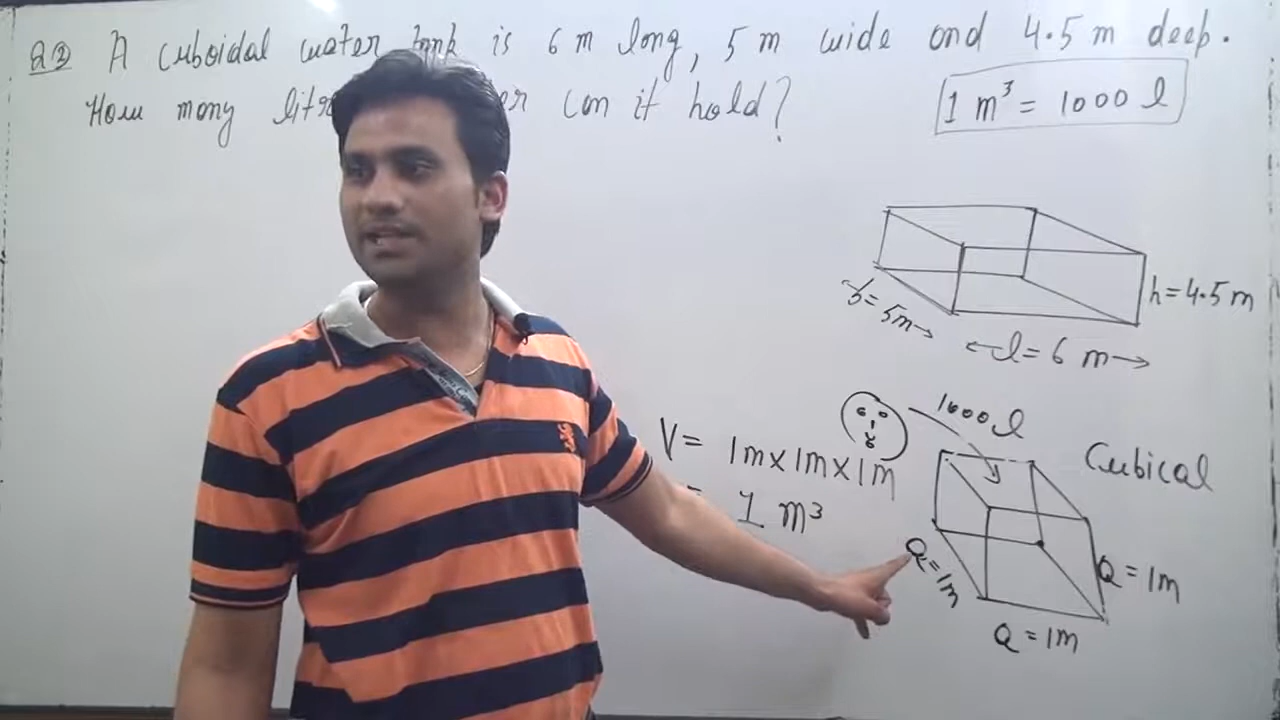 Q2 A cuboidal water tank is 6 m long, 5 m wide and 4.5 m deep.
How many can it hold?
1 m³ = 1000 l
h = 4.5 m
b = 5m
l = 6 m
1000 l
Cubical
V = 1m × 1m × 1m
1 m³
a = 1m
a = 1m
a = 1m